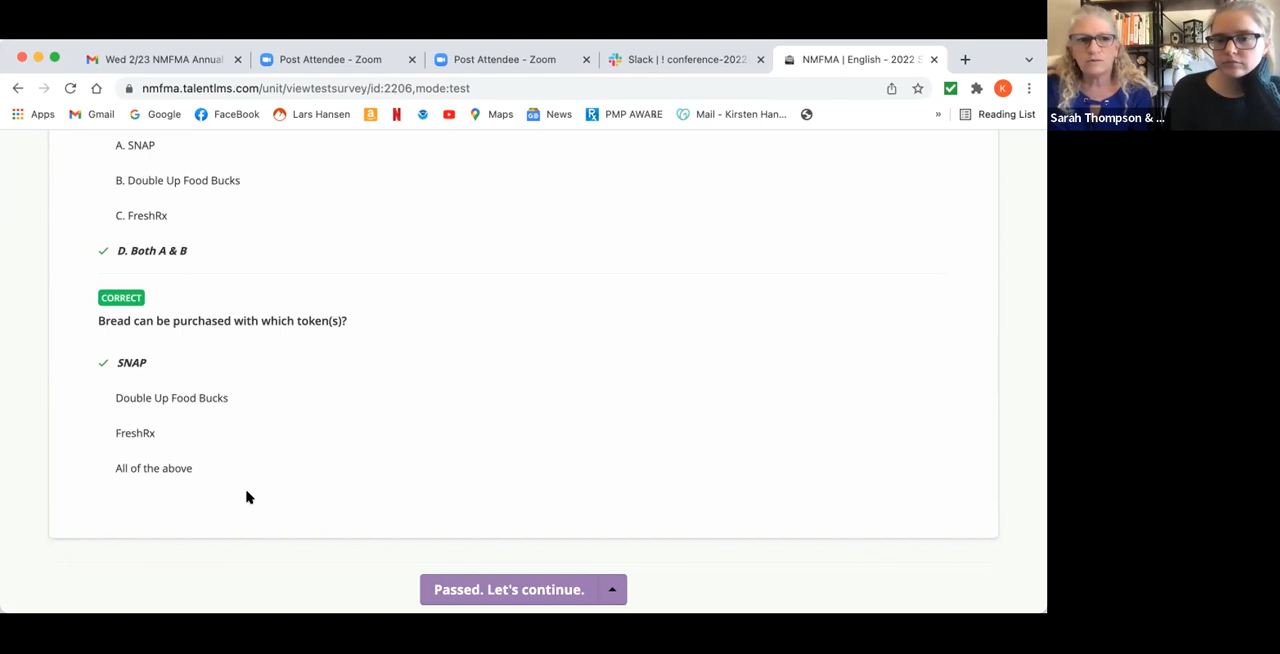 Wed 2/23 NMFMA Annual
Post Attendee - Zoom
Post Attendee - Zoom
Slack | ! conference-2022
NMFMA | English - 2022 S
nmfma.talentlms.com/unit/viewtestsurvey/id:2206,mode:test
K
Apps
Gmail
Google
FaceBook
Lars Hansen
News
Maps
PMP AWARE
Mail - Kirsten Han...
»
Reading List
Sarah Thompson & ...
A. SNAP
B. Double Up Food Bucks
C. FreshRx
D. Both A & B
CORRECT
Bread can be purchased with which token(s)?
SNAP
Double Up Food Bucks
FreshRx
All of the above
Passed. Let's continue.